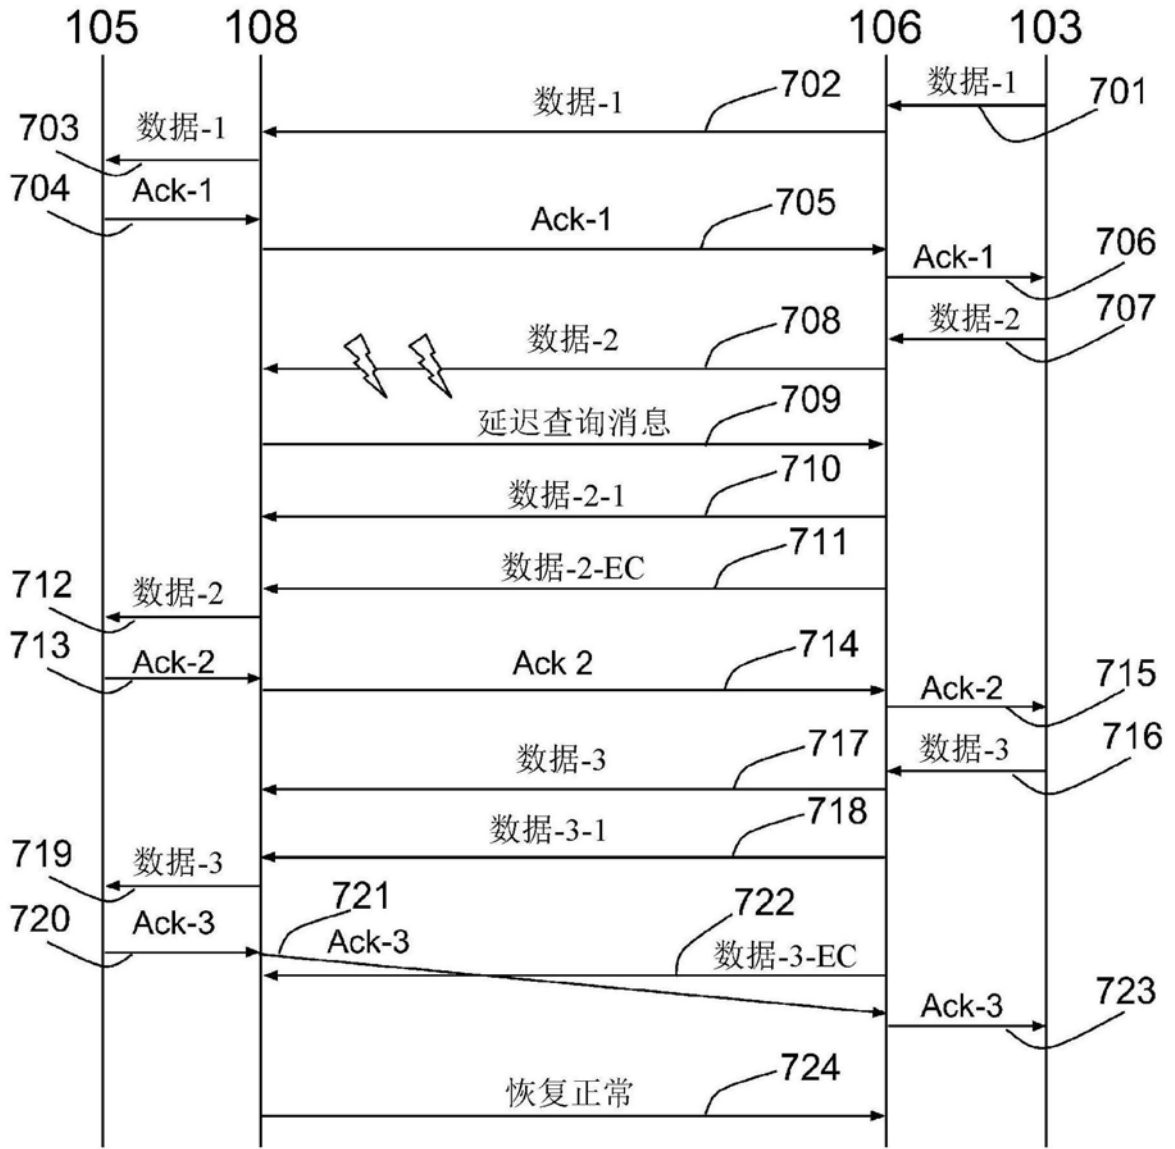 105 108 106 103
数据-1 701
数据-1 702
703 数据-1
704 Ack-1
Ack-1 705
Ack-1 706
数据-2 707
数据-2 708
延迟查询消息 709
数据-2-1 710
数据-2-EC 711
712 数据-2
713 Ack-2
Ack 2 714
Ack-2 715
数据-3 716
数据-3 717
数据-3-1 718
719 数据-3
720 Ack-3
721 Ack-3
722 数据-3-EC
Ack-3 723
恢复正常 724